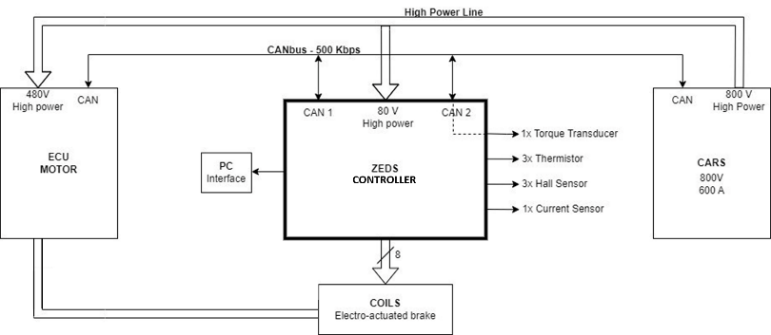 High Power Line
CANbus - 500 Kbps
480V
High power
CAN
ECU
MOTOR
PC
Interface
CAN 1
80 V
High power
CAN 2
ZEDS
CONTROLLER
1x Torque Transducer
3x Thermistor
3x Hall Sensor
1x Current Sensor
CAN
800 V
High Power
CARS
800V
600 A
8
COILS
Electro-actuated brake